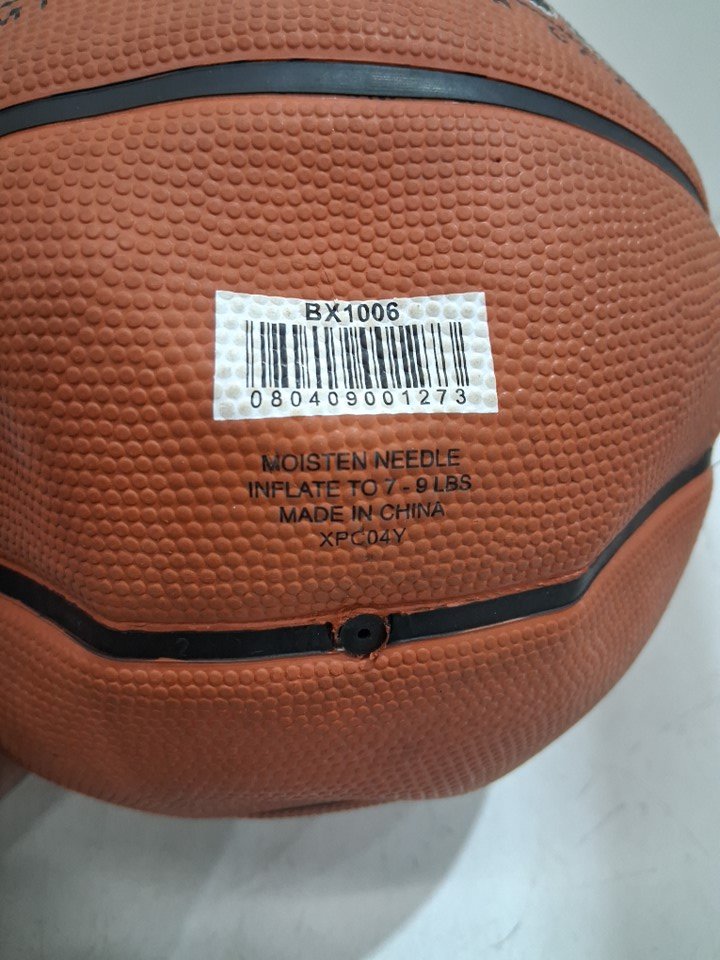 BX1006
080409001273
MOISTEN NEEDLE
INFLATE TO 7 - 9 LBS
MADE IN CHINA
XPC04Y